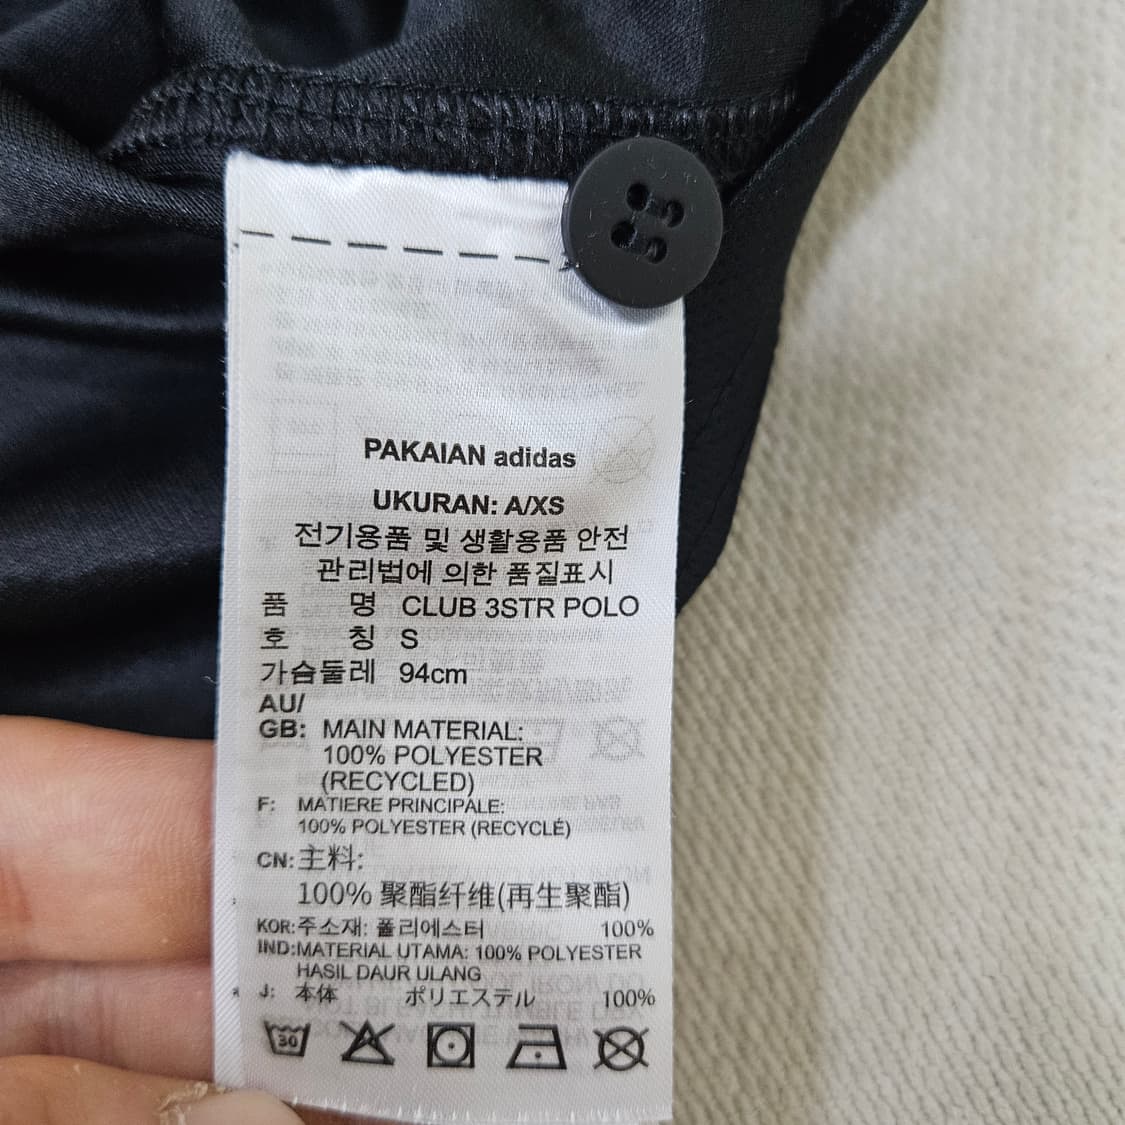 PAKAIAN adidas
UKURAN: A/XS
전기용품 및 생활용품 안전
관리법에 의한 품질표시
품 명 CLUB 3STR POLO
호 칭 S
가슴둘레 94cm
AU/
GB: MAIN MATERIAL:
100% POLYESTER
(RECYCLED)
F: MATIERE PRINCIPALE:
100% POLYESTER (RECYCLÉ)
CN:主料:
100% 聚酯纤维(再生聚酯)
KOR:주소재: 폴리에스터 100%
IND:MATERIAL UTAMA: 100% POLYESTER
HASIL DAUR ULANG
J: 本体 ポリエステル 100%
30